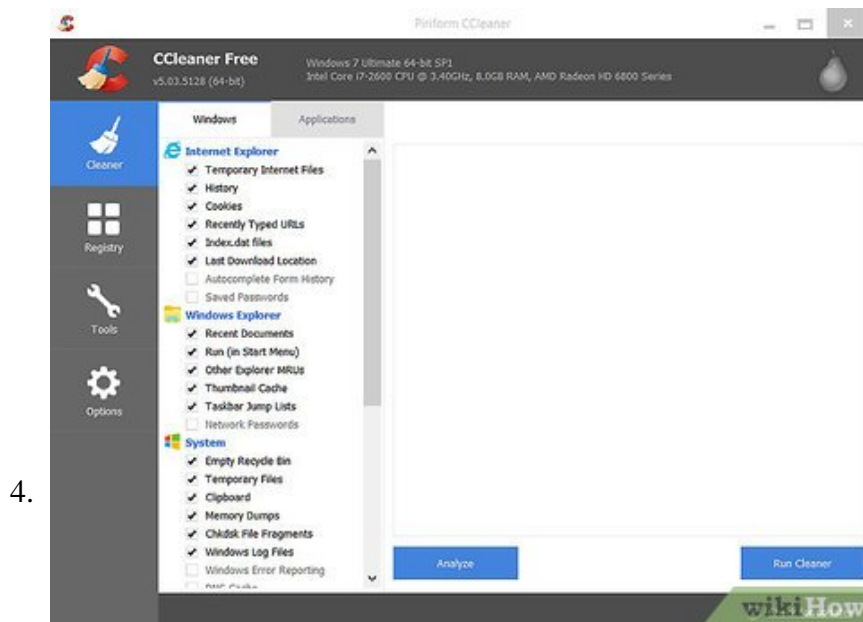 Piriform CCleaner
CCleaner Free
v5.03.5128 (64-bit)
Windows 7 Ultimate 64-bit SP1
Intel Core i7-2600 CPU @ 3.40GHz, 8.0GB RAM, AMD Radeon HD 6800 Series
Cleaner
Registry
Tools
Options
Windows
Applications
Internet Explorer
Temporary Internet Files
History
Cookies
Recently Typed URLs
Index.dat files
Last Download Location
Autocomplete Form History
Saved Passwords
Windows Explorer
Recent Documents
Run (in Start Menu)
Other Explorer MRUs
Thumbnail Cache
Taskbar Jump Lists
Network Passwords
System
Empty Recycle Bin
Temporary Files
Clipboard
Memory Dumps
Chkdsk File Fragments
Windows Log Files
Windows Error Reporting
DNS Cache
Analyze
Run Cleaner
4.
wikiHow